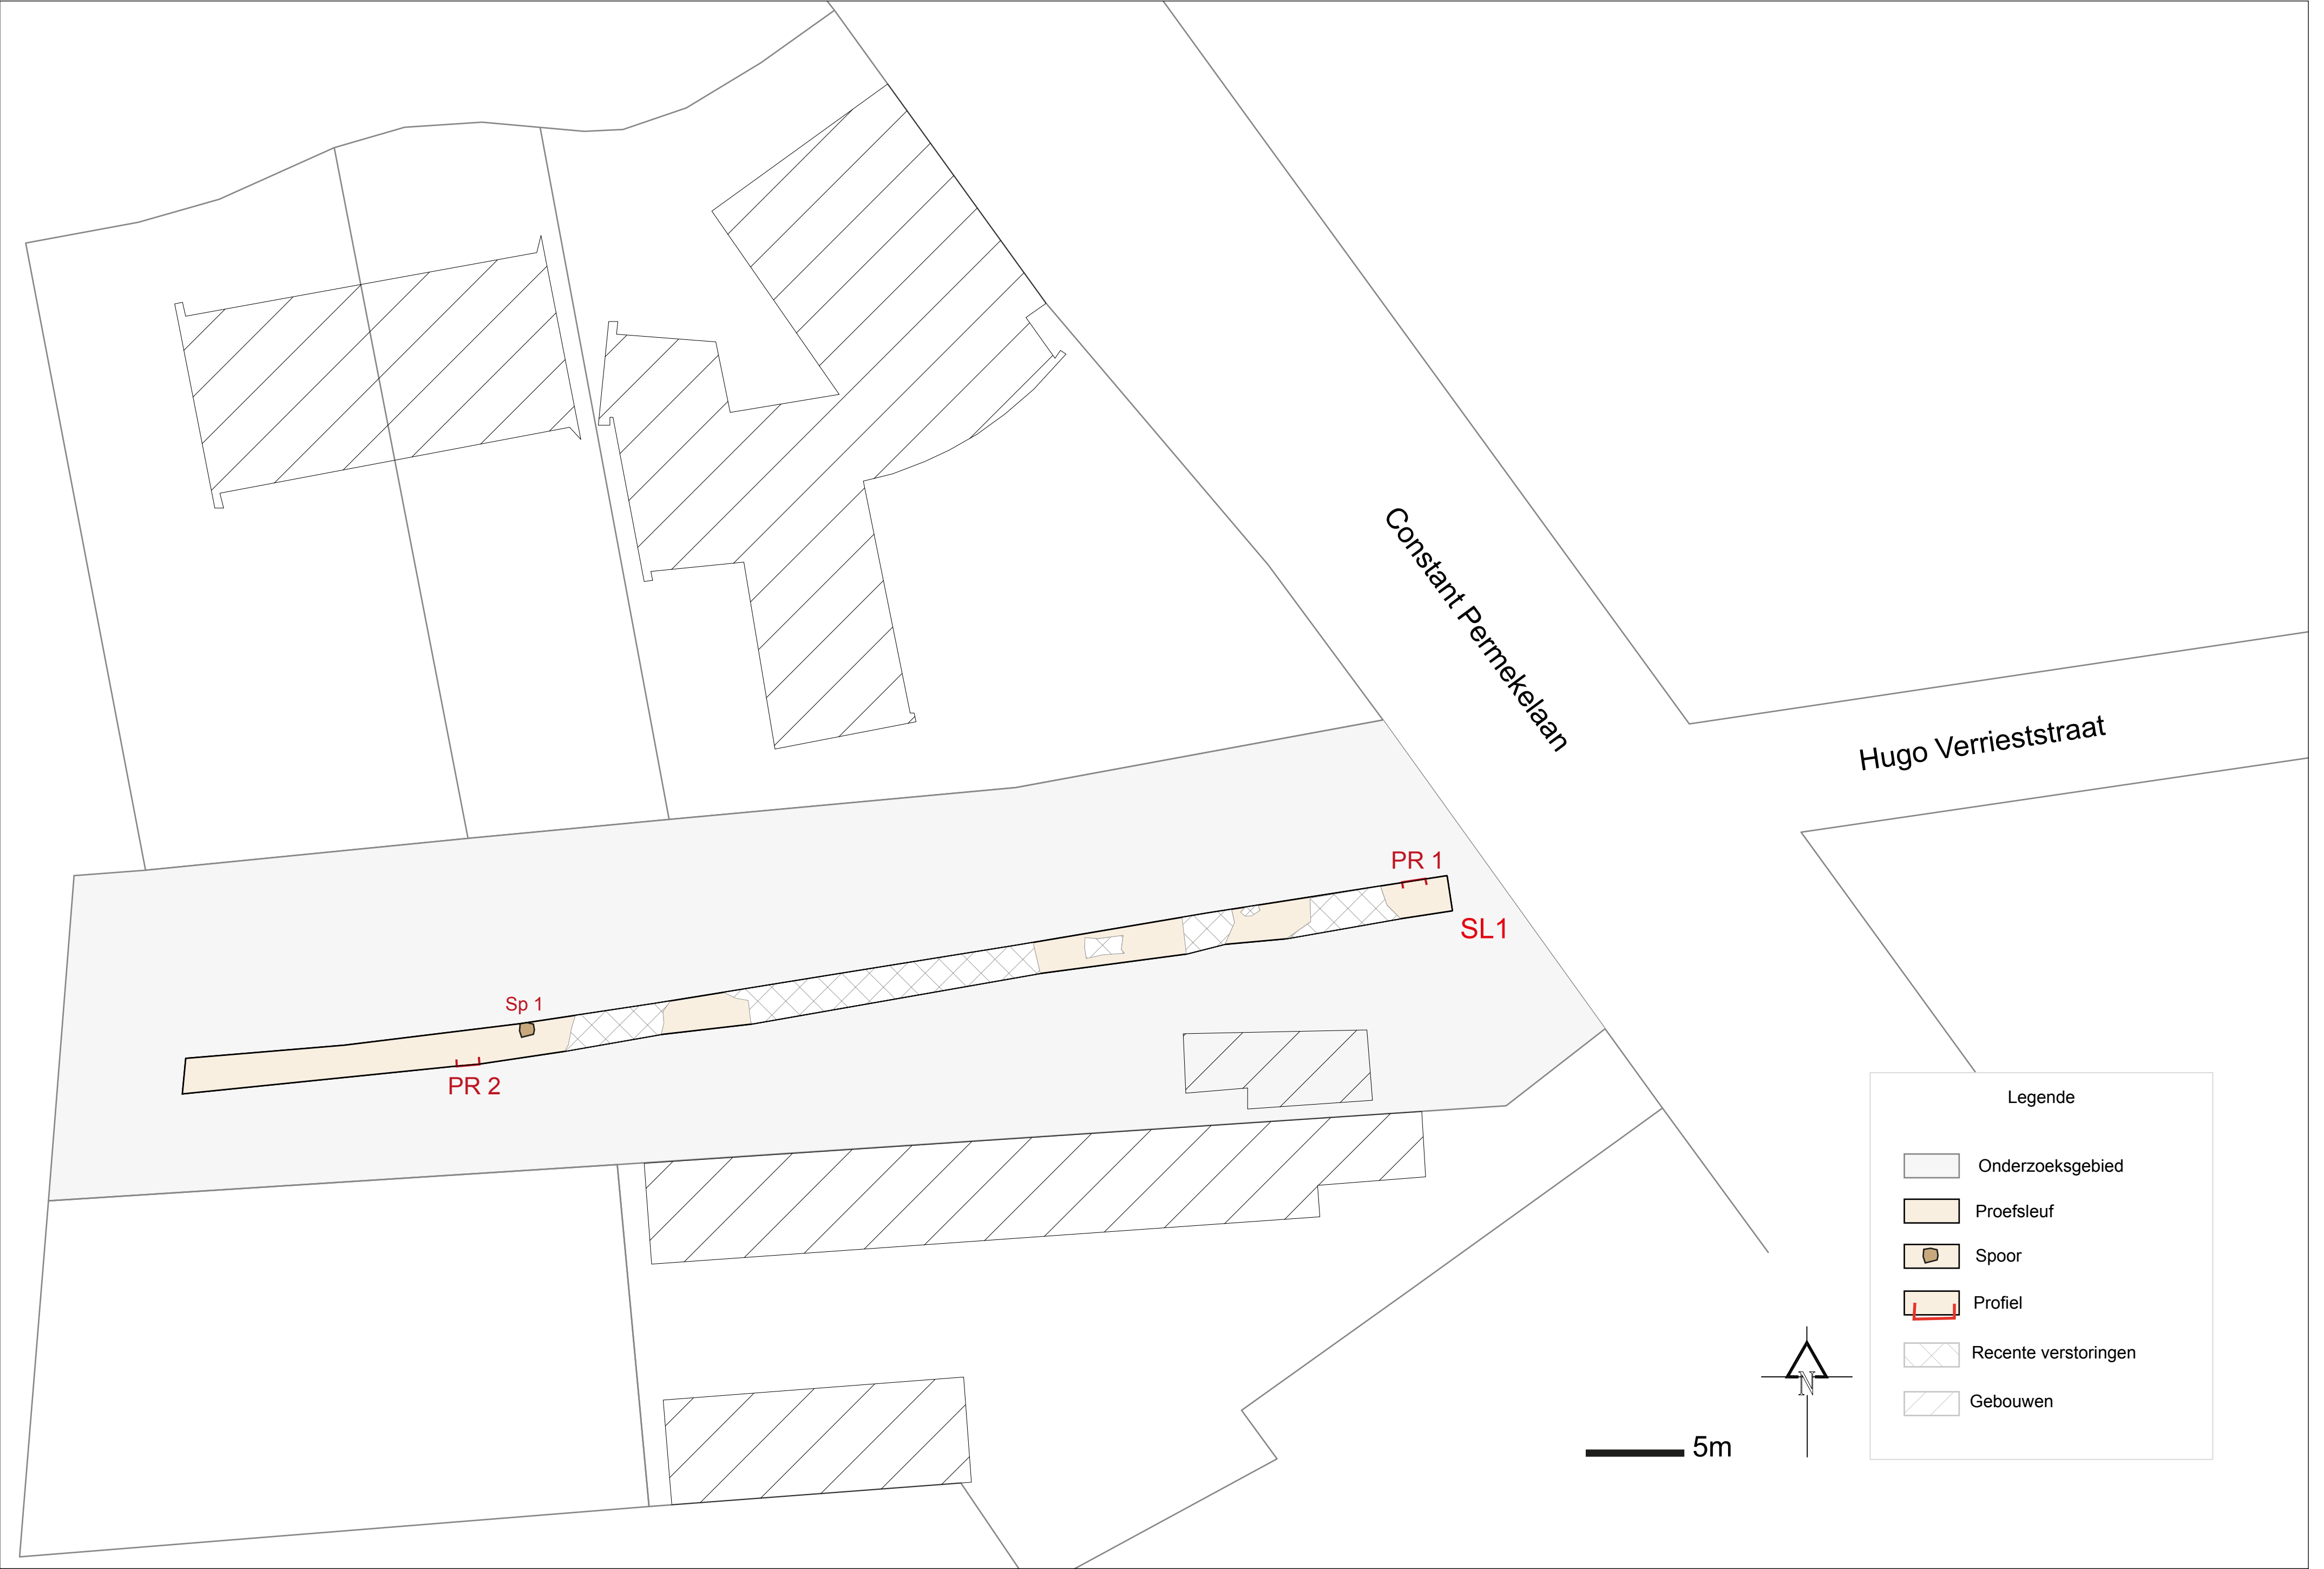 Constant Permekelaan
Hugo Verrieststraat
PR 1
SL1
Sp 1
PR 2
Legende
Onderzoeksgebied
Proefsleuf
Spoor
Profiel
Recente verstoringen
Gebouwen
N
5m